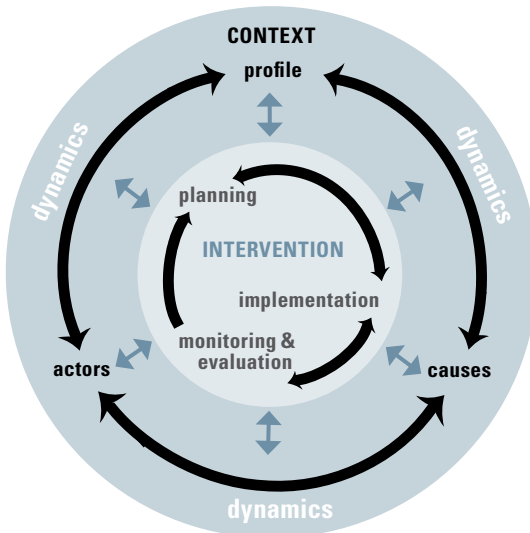 CONTEXT
profile
dynamics
dynamics
planning
INTERVENTION
implementation
monitoring &
evaluation
actors
causes
dynamics